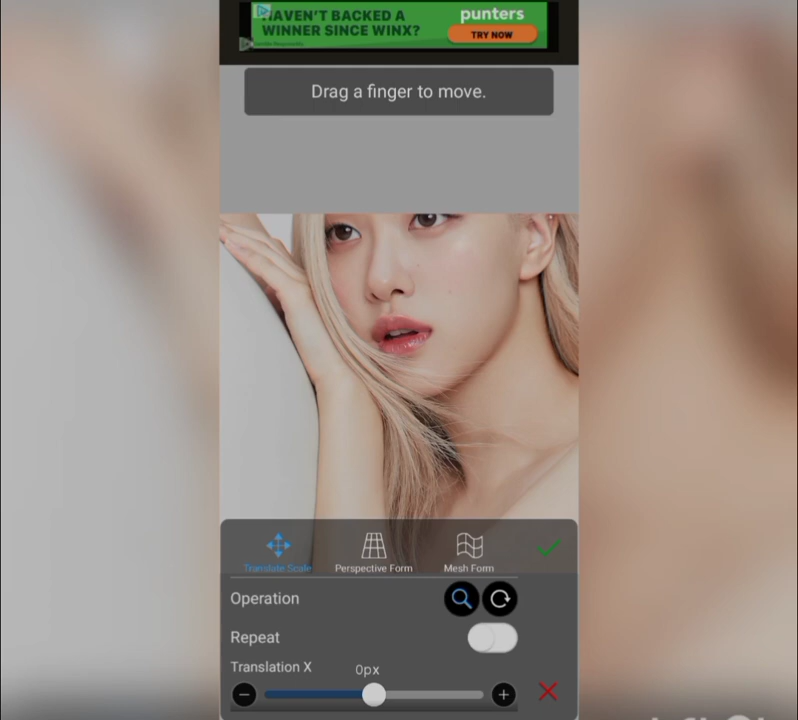 HAVEN'T BACKED A
WINNER SINCE WINX?
punters
TRY NOW
Drag a finger to move.
Translate Scale
Perspective Form
Mesh Form
Operation
Repeat
Translation X
0px